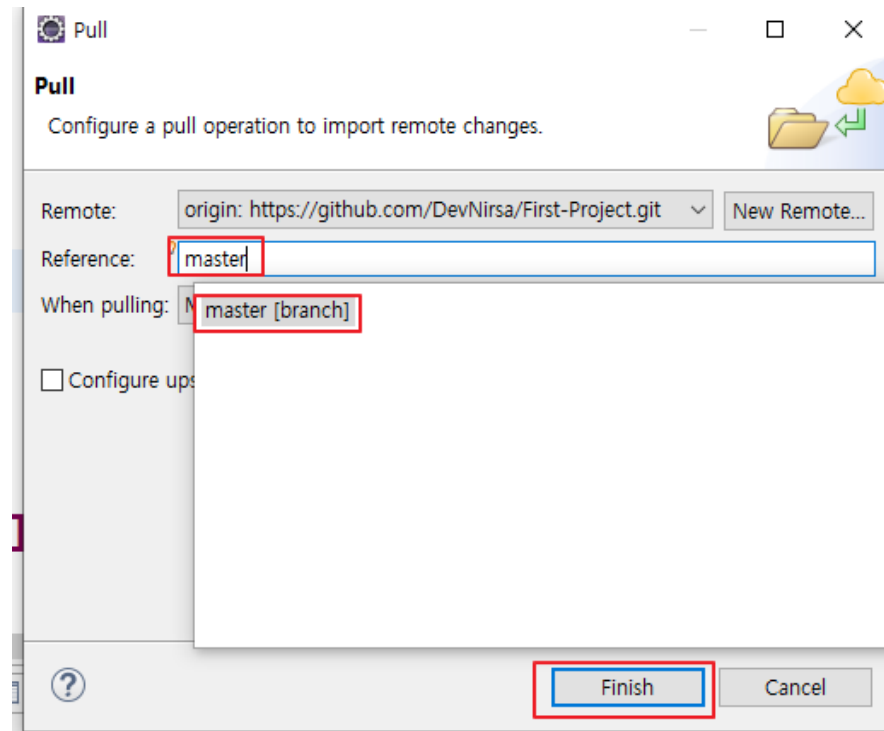 Pull
Pull
Configure a pull operation to import remote changes.
Remote: origin: https://github.com/DevNirsa/First-Project.git New Remote...
Reference: master
When pulling:
master [branch]
Configure ups
Finish Cancel